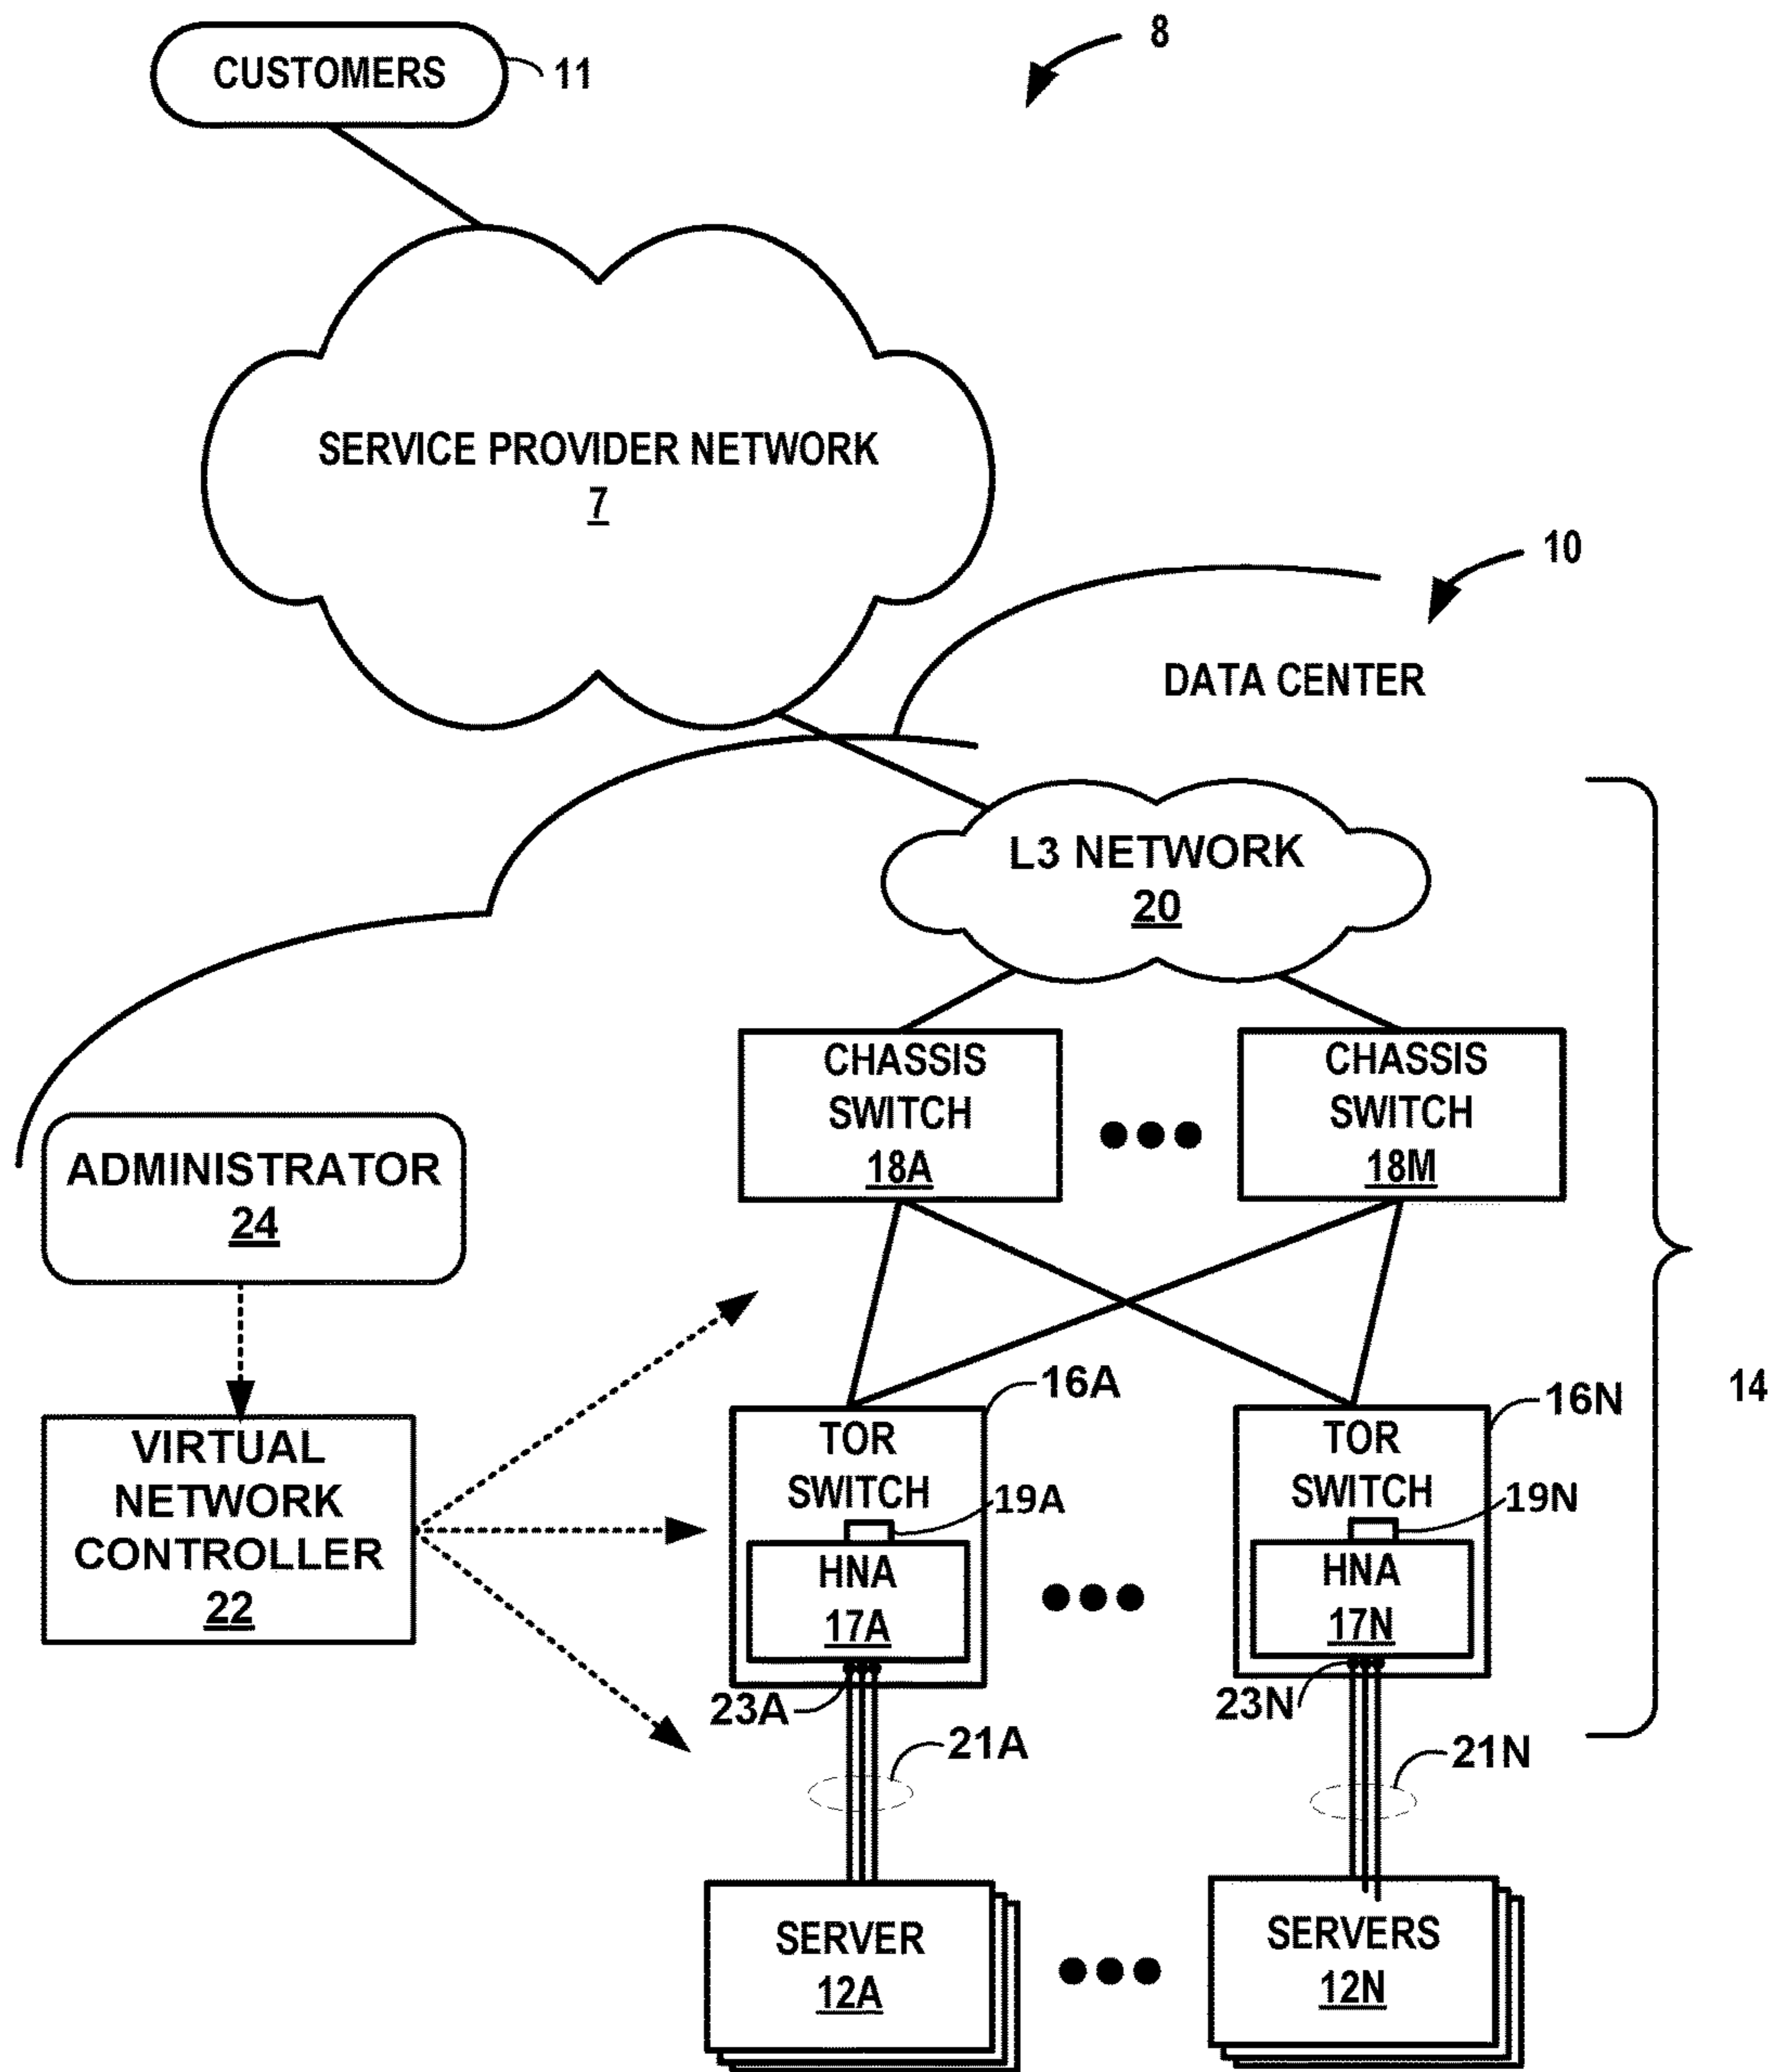 CUSTOMERS
11
8
SERVICE PROVIDER NETWORK
7
10
DATA CENTER
L3 NETWORK
20
CHASSIS
SWITCH
18A
CHASSIS
SWITCH
18M
ADMINISTRATOR
24
VIRTUAL
NETWORK
CONTROLLER
22
16A
TOR
SWITCH
19A
HNA
17A
23A
21A
16N
TOR
SWITCH
19N
HNA
17N
23N
21N
14
SERVER
12A
SERVERS
12N